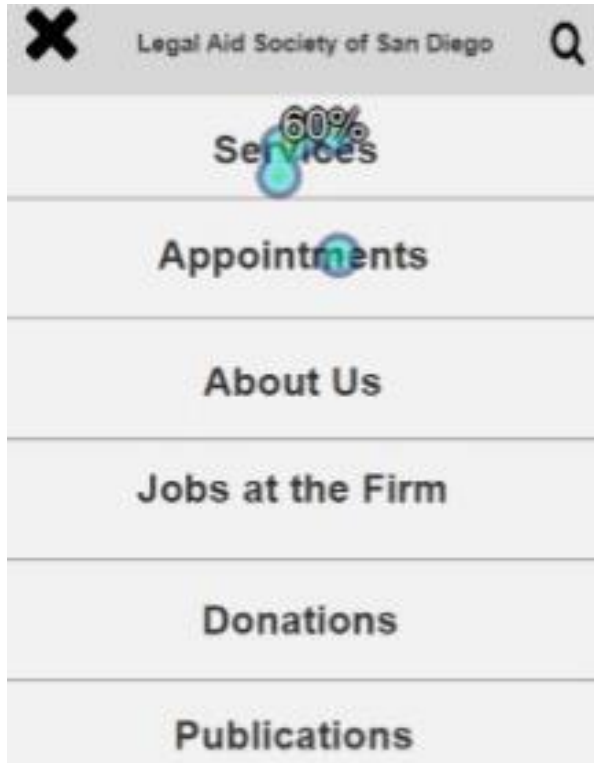 Legal Aid Society of San Diego
60%
Services
Appointments
About Us
Jobs at the Firm
Donations
Publications